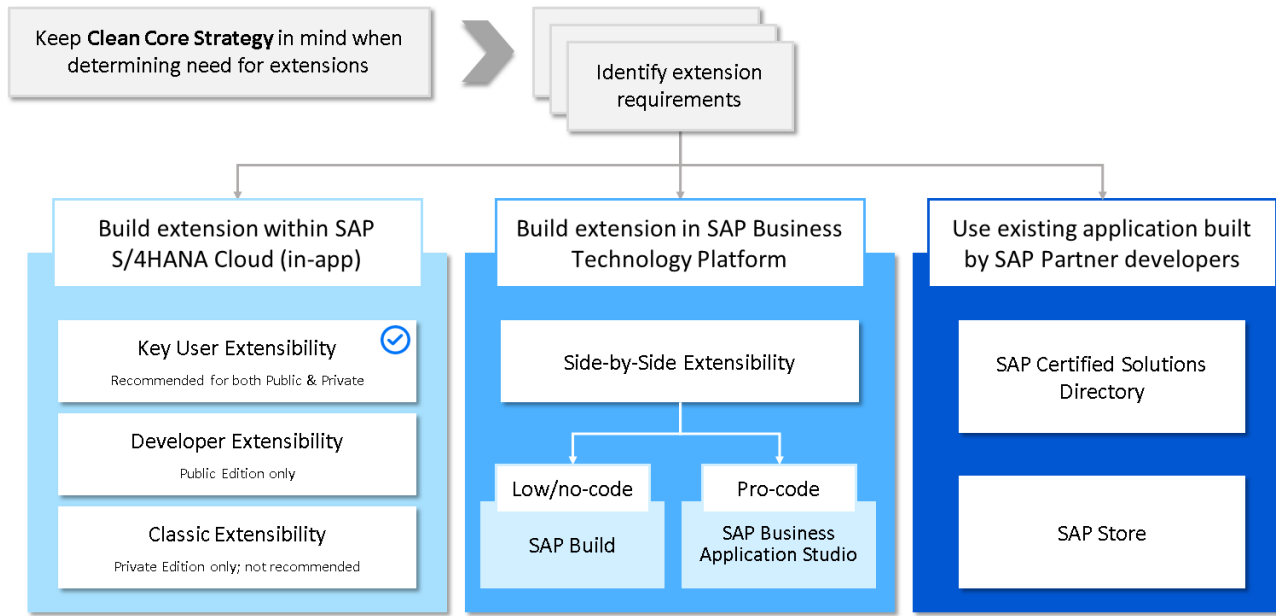 Keep Clean Core Strategy in mind when
determining need for extensions
Identify extension
requirements
Build extension within SAP
S/4HANA Cloud (in-app)
Key User Extensibility
Recommended for both Public & Private
Developer Extensibility
Public Edition only
Classic Extensibility
Private Edition only; not recommended
Build extension in SAP Business
Technology Platform
Side-by-Side Extensibility
Low/no-code
SAP Build
Pro-code
SAP Business
Application Studio
Use existing application built
by SAP Partner developers
SAP Certified Solutions
Directory
SAP Store